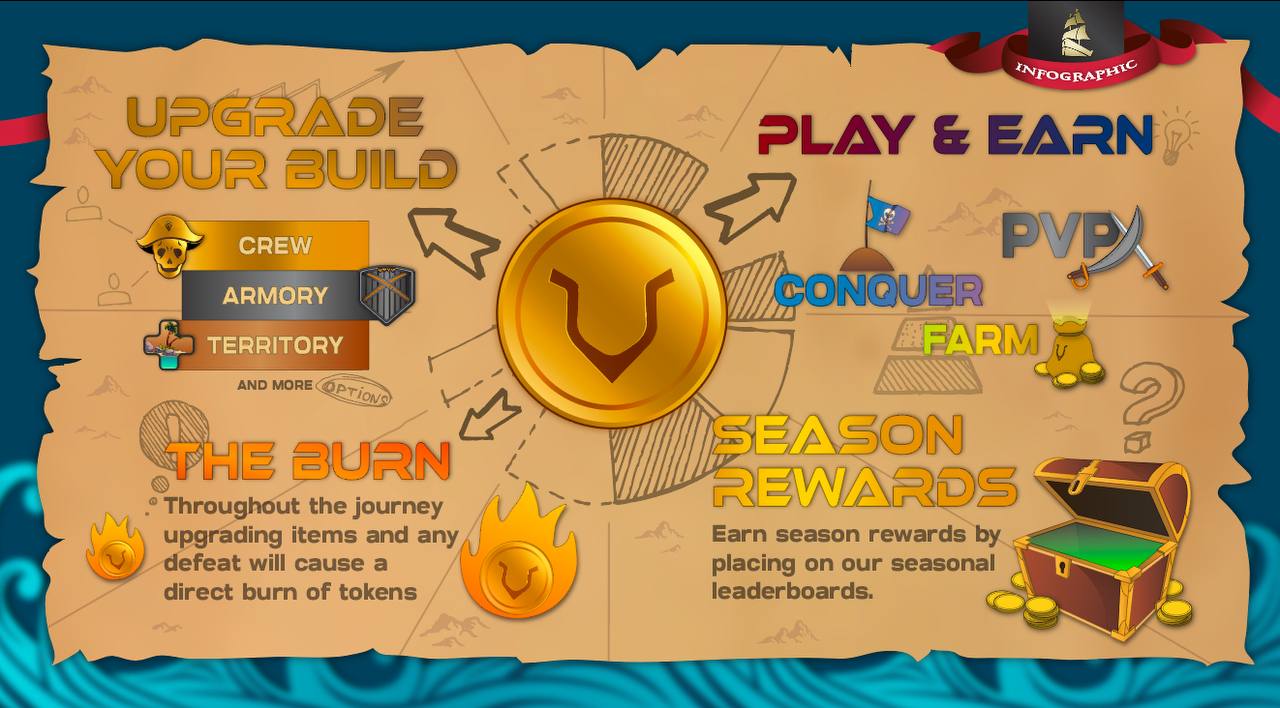 INFOGRAPHIC
UPGRADE
YOUR BUILD
CREW
ARMORY
TERRITORY
AND MORE OPTIONS
THE BURN
Throughout the journey
upgrading items and any
defeat will cause a
direct burn of tokens
PLAY & EARN
PVP
CONQUER
FARM
SEASON
REWARDS
Earn season rewards by
placing on our seasonal
leaderboards.